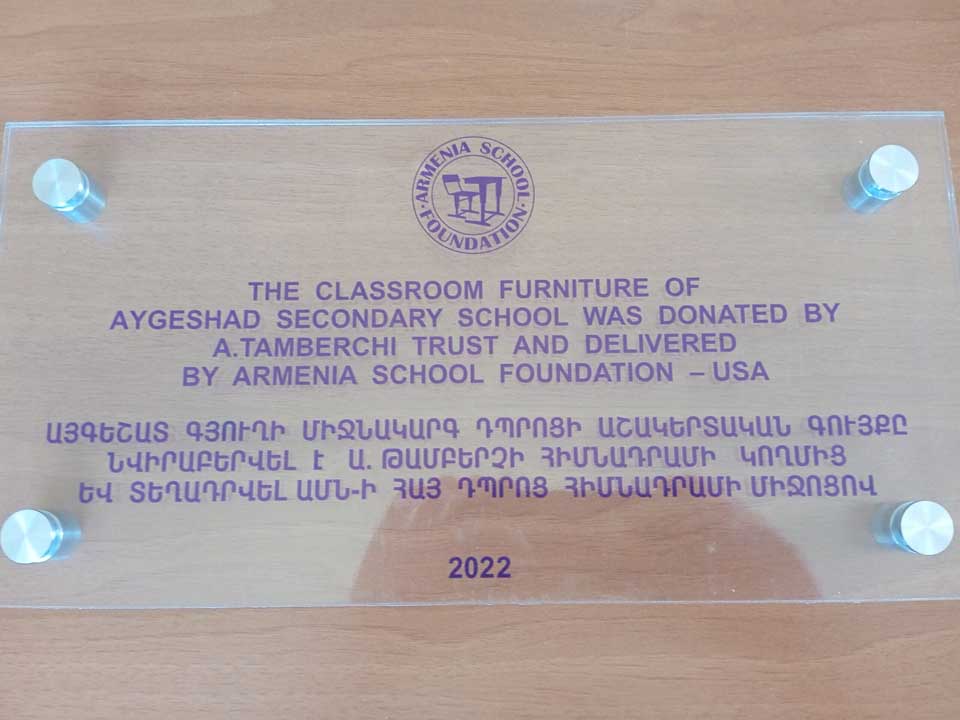 ARMENIA SCHOOL
FOUNDATION
THE CLASSROOM FURNITURE OF
AYGESHAD SECONDARY SCHOOL WAS DONATED BY
A.TAMBERCHI TRUST AND DELIVERED
BY ARMENIA SCHOOL FOUNDATION – USA
ԱՅԳԵՇԱՏ ԳՅՈՒՂԻ ՄԻՋՆԱԿԱՐԳ ԴՊՐՈՑԻ ԱՇԱԿԵՐՏԱԿԱՆ ԳՈՒՅՔԸ
ՆՎԻՐԱԲԵՐՎԵԼ Է Ա. ԹԱՄԲԵՐՉԻ ՀԻՄՆԱԴՐԱՄԻ ԿՈՂՄԻՑ
ԵՎ ՏԵՂԱԴՐՎԵԼ ԱՄՆ-Ի ՀԱՅ ԴՊՐՈՑ ՀԻՄՆԱԴՐԱՄԻ ՄԻՋՈՑՈՎ
2022